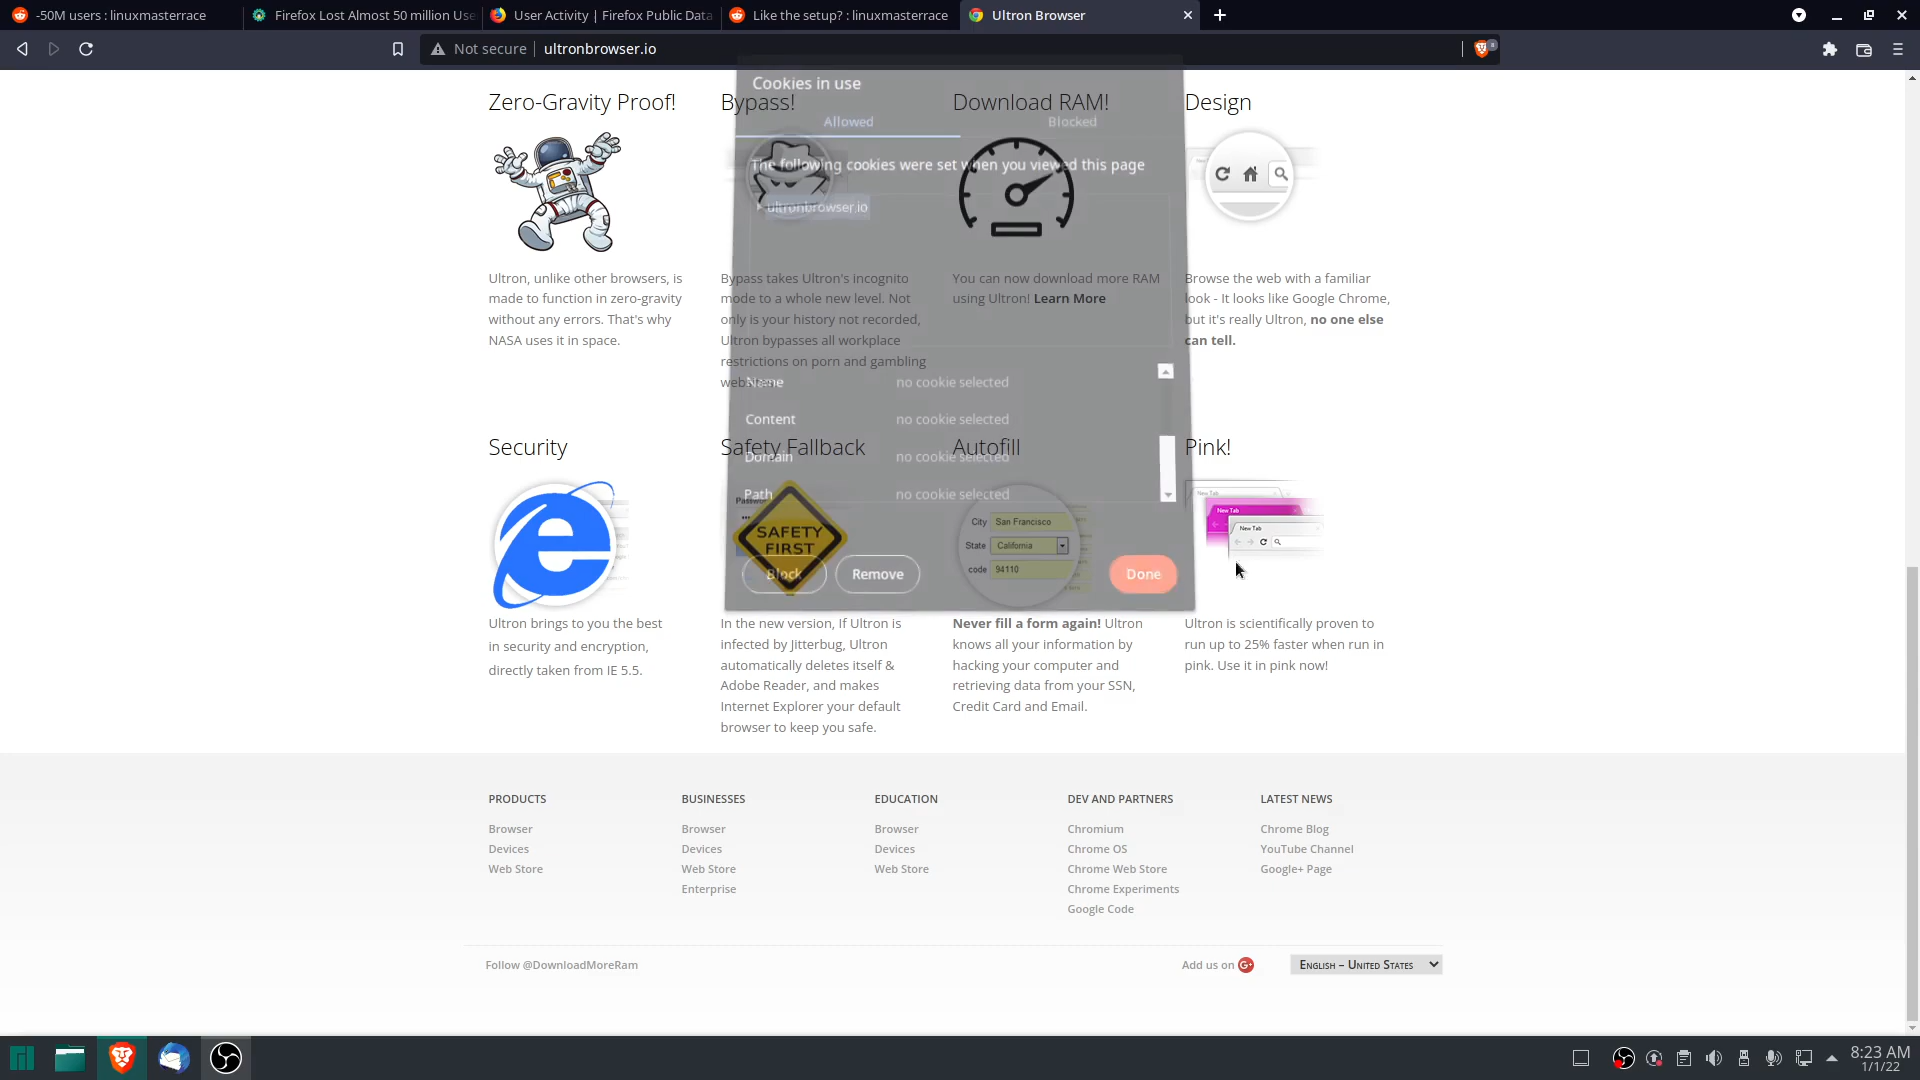 -50M users : linuxmasterrace
Firefox Lost Almost 50 million Use
User Activity | Firefox Public Data
Like the setup? : linuxmasterrace
Ultron Browser
Not secure
ultronbrowser.io
Cookies in use
Allowed
Blocked
The following cookies were set when you viewed this page
ultronbrowser.io
Name no cookie selected
Content no cookie selected
Domain no cookie selected
Path no cookie selected
Block
Remove
Done
Zero-Gravity Proof!
Ultron, unlike other browsers, is
made to function in zero-gravity
without any errors. That's why
NASA uses it in space.
Bypass!
Bypass takes Ultron's incognito
mode to a whole new level. Not
only is your history not recorded,
Ultron bypasses all workplace
restrictions on porn and gambling
Download RAM!
You can now download more RAM
using Ultron! Learn More
Design
Browse the web with a familiar
look - It looks like Google Chrome,
but it's really Ultron, no one else
can tell.
Security
Ultron brings to you the best
in security and encryption,
directly taken from IE 5.5.
Safety Fallback
SAFETY
FIRST
In the new version, If Ultron is
infected by Jitterbug, Ultron
automatically deletes itself &
Adobe Reader, and makes
Internet Explorer your default
browser to keep you safe.
Autofill
City San Francisco
State California
code 94110
Never fill a form again! Ultron
knows all your information by
hacking your computer and
retrieving data from your SSN,
Credit Card and Email.
Pink!
New Tab
New Tab
New Tab
Ultron is scientifically proven to
run up to 25% faster when run in
pink. Use it in pink now!
PRODUCTS
Browser
Devices
Web Store
BUSINESSES
Browser
Devices
Web Store
Enterprise
EDUCATION
Browser
Devices
Web Store
DEV AND PARTNERS
Chromium
Chrome OS
Chrome Web Store
Chrome Experiments
Google Code
LATEST NEWS
Chrome Blog
YouTube Channel
Google+ Page
Follow @DownloadMoreRam
Add us on G+
English – United States
8:23 AM
1/1/22